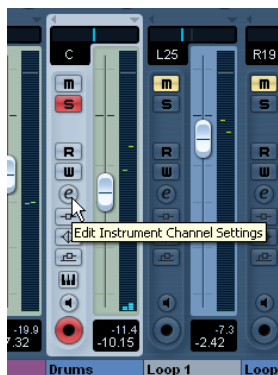 C L25 R19
m m m
S S S
R R R
W W W
e e e
Edit Instrument Channel Settings
-19.9 -11.4 -7.3
7.32 -10.15 -2.42
Drums Loop 1 Loop